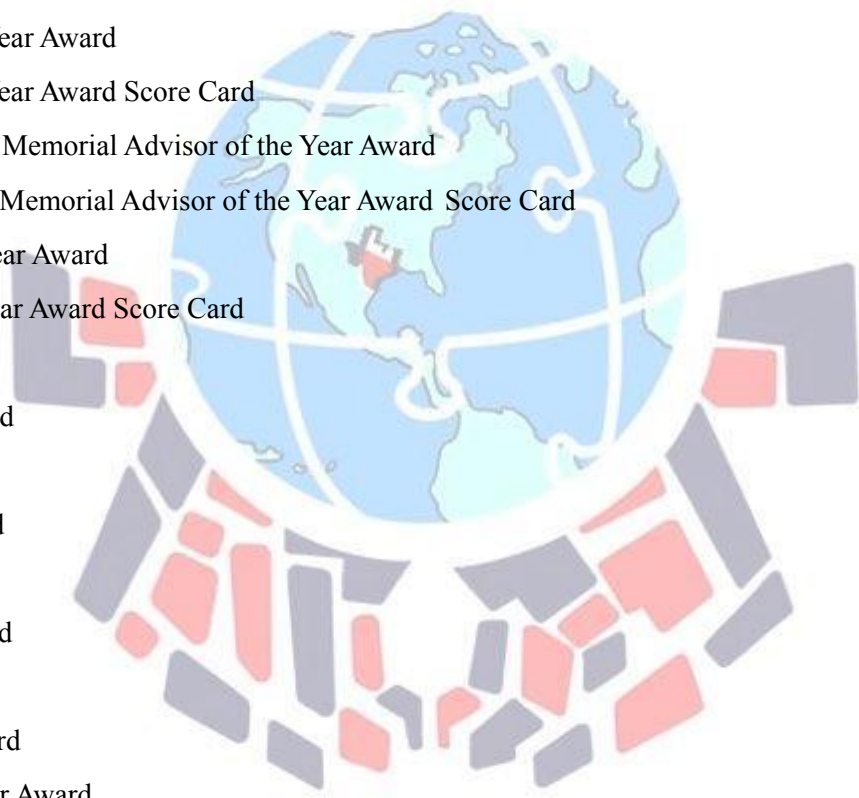 ear Award
ear Award Score Card
Memorial Advisor of the Year Award
Memorial Advisor of the Year Award Score Card
ear Award
ar Award Score Card
d
d
d
rd
r Award